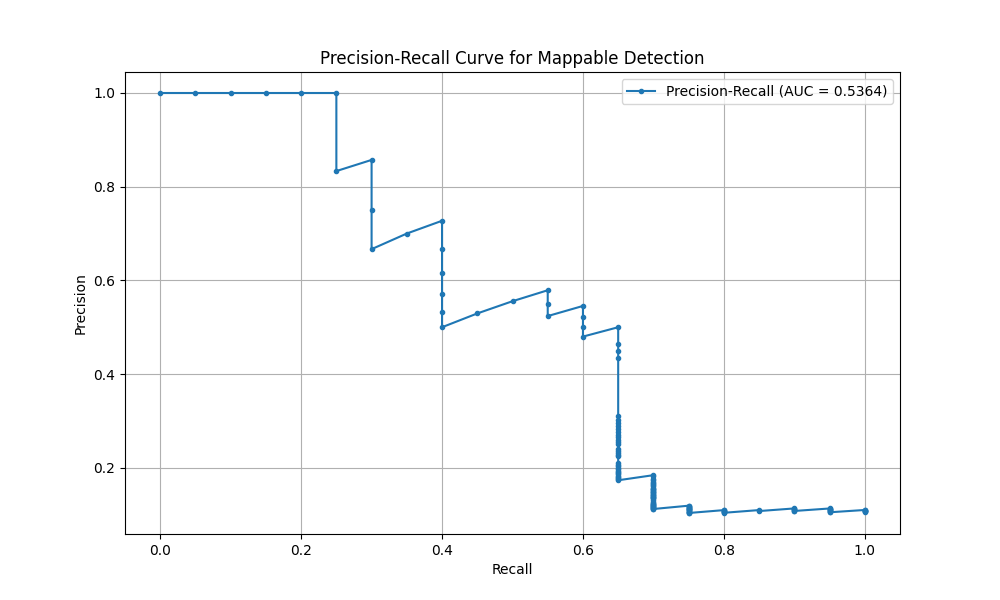 Precision-Recall Curve for Mappable Detection
Precision-Recall (AUC = 0.5364)
1.0
0.8
0.6
0.4
0.2
Precision
0.0
0.2
0.4
0.6
0.8
1.0
Recall